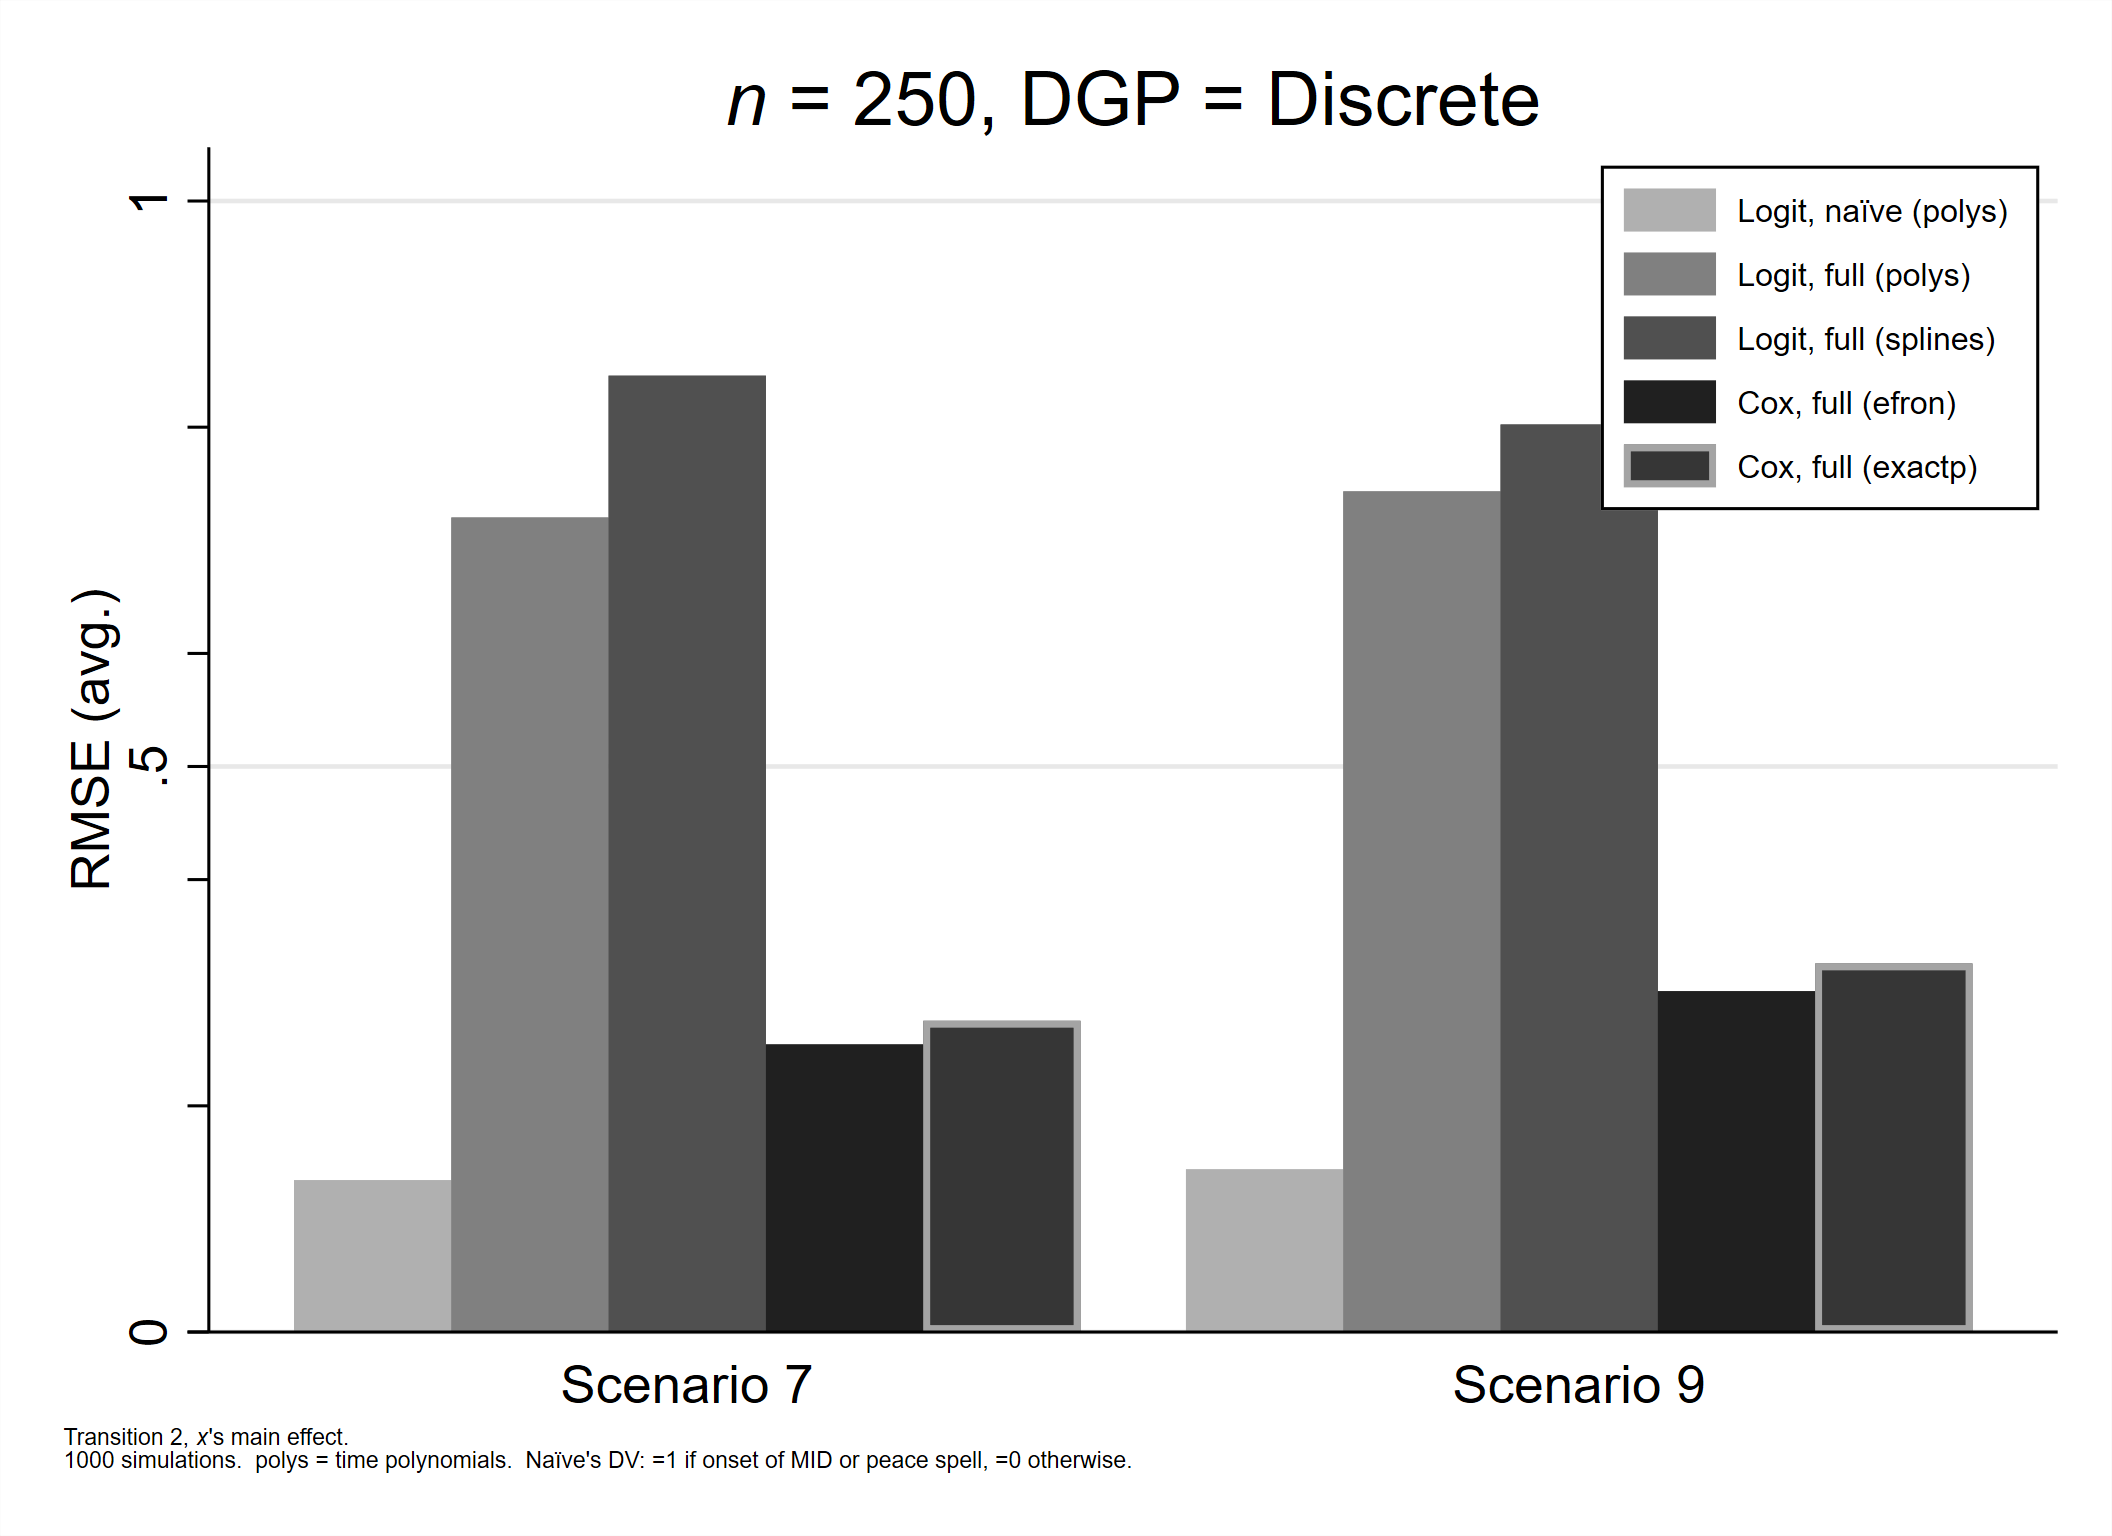 n = 250, DGP = Discrete
Logit, naïve (polys)
Logit, full (polys)
Logit, full (splines)
Cox, full (efron)
Cox, full (exactp)
RMSE (avg.)
1
.5
0
Scenario 7
Scenario 9
Transition 2, x's main effect.
1000 simulations.  polys = time polynomials.  Naïve's DV: =1 if onset of MID or peace spell, =0 otherwise.